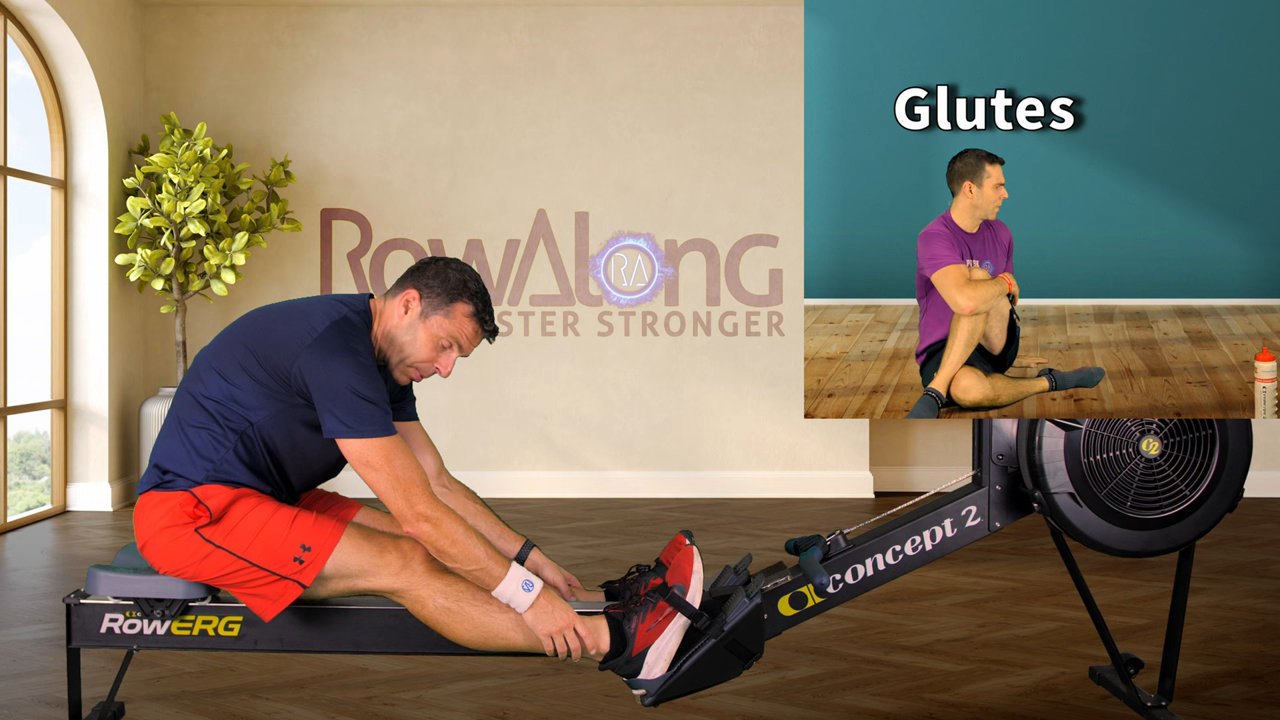 Glutes
RowAlong
RA
STER STRONGER
C2
concept 2
RowERG